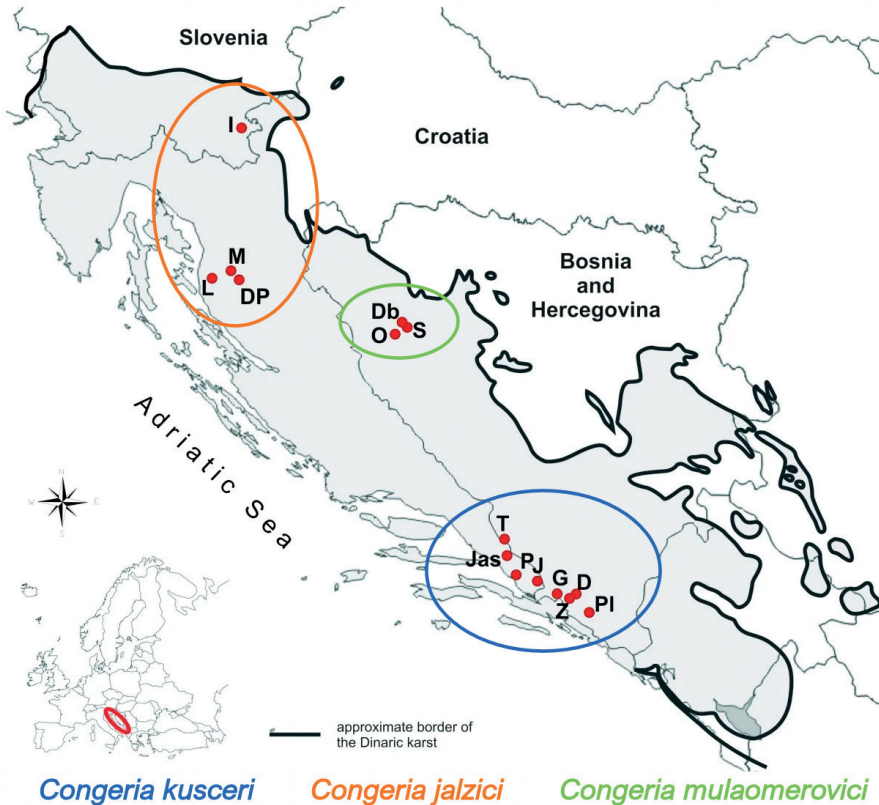 Slovenia
I
Croatia
M
L
DP
Bosnia
and
Hercegovina
Db
S
O
Adriatic Sea
N
W E
S
T
Jas
P
J
G
D
Z
Pl
approximate border of
the Dinaric karst
Congeria kusceri Congeria jalzici Congeria mulaomerovici